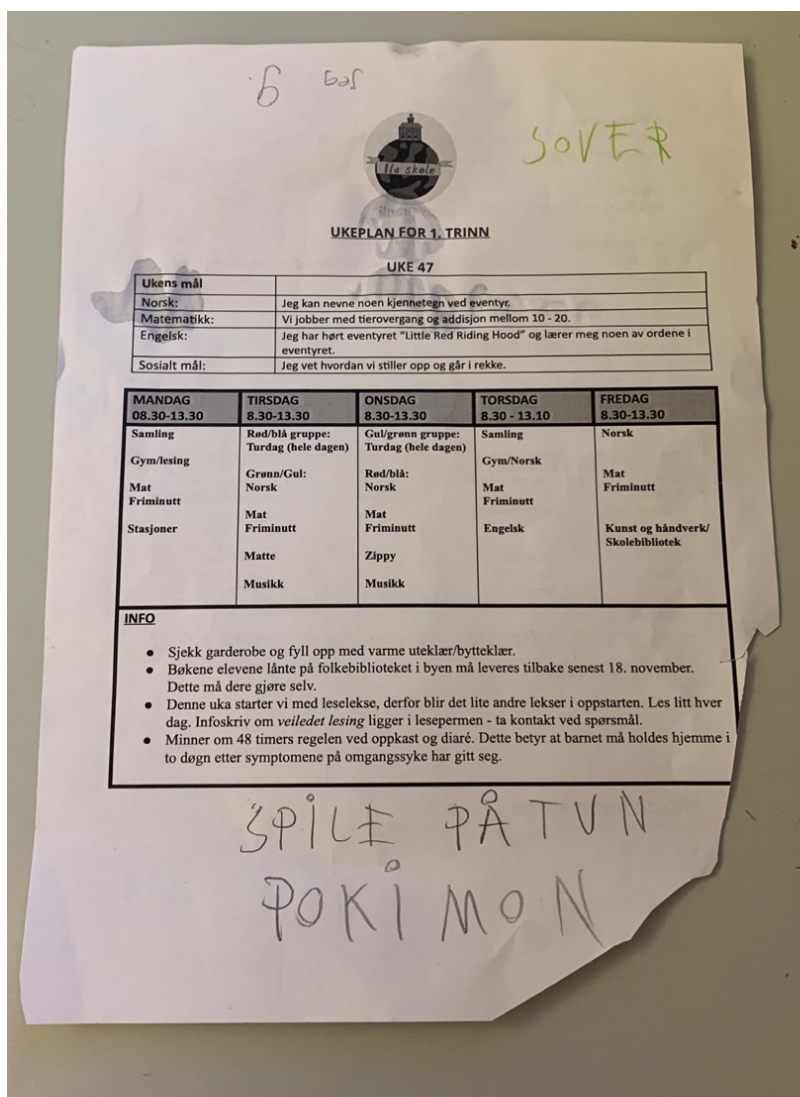 9. Jeg
SOVER
Ila skole
UKEPLAN FOR 1. TRINN
UKE 47
Ukens mål
Norsk: Jeg kan nevne noen kjennetegn ved eventyr.
Matematikk: Vi jobber med tierovergang og addisjon mellom 10 - 20.
Engelsk: Jeg har hørt eventyret "Little Red Riding Hood" og lærer meg noen av ordene i
eventyret.
Sosialt mål: Jeg vet hvordan vi stiller opp og går i rekke.
MANDAG
08.30-13.30
Samling
Gym/lesing
Mat
Friminutt
Stasjoner
TIRSDAG
8.30-13.30
Rød/blå gruppe:
Turdag (hele dagen)
Grønn/Gul:
Norsk
Mat
Friminutt
Matte
Musikk
ONSDAG
8.30-13.30
Gul/grønn gruppe:
Turdag (hele dagen)
Rød/blå:
Norsk
Mat
Friminutt
Zippy
Musikk
TORSDAG
8.30 - 13.10
Samling
Gym/Norsk
Mat
Friminutt
Engelsk
FREDAG
8.30-13.30
Norsk
Mat
Friminutt
Kunst og håndverk/
Skolebibliotek
INFO
● Sjekk garderobe og fyll opp med varme uteklær/bytteklær.
● Bøkene elevene lånte på folkebiblioteket i byen må leveres tilbake senest 18. november.
Dette må dere gjøre selv.
● Denne uka starter vi med leselekse, derfor blir det lite andre lekser i oppstarten. Les litt hver
dag. Infoskriv om veiledet lesing ligger i lesepermen - ta kontakt ved spørsmål.
● Minner om 48 timers regelen ved oppkast og diaré. Dette betyr at barnet må holdes hjemme i
to døgn etter symptomene på omgangssyke har gitt seg.
SPILE PÅ TVN
POKIMON